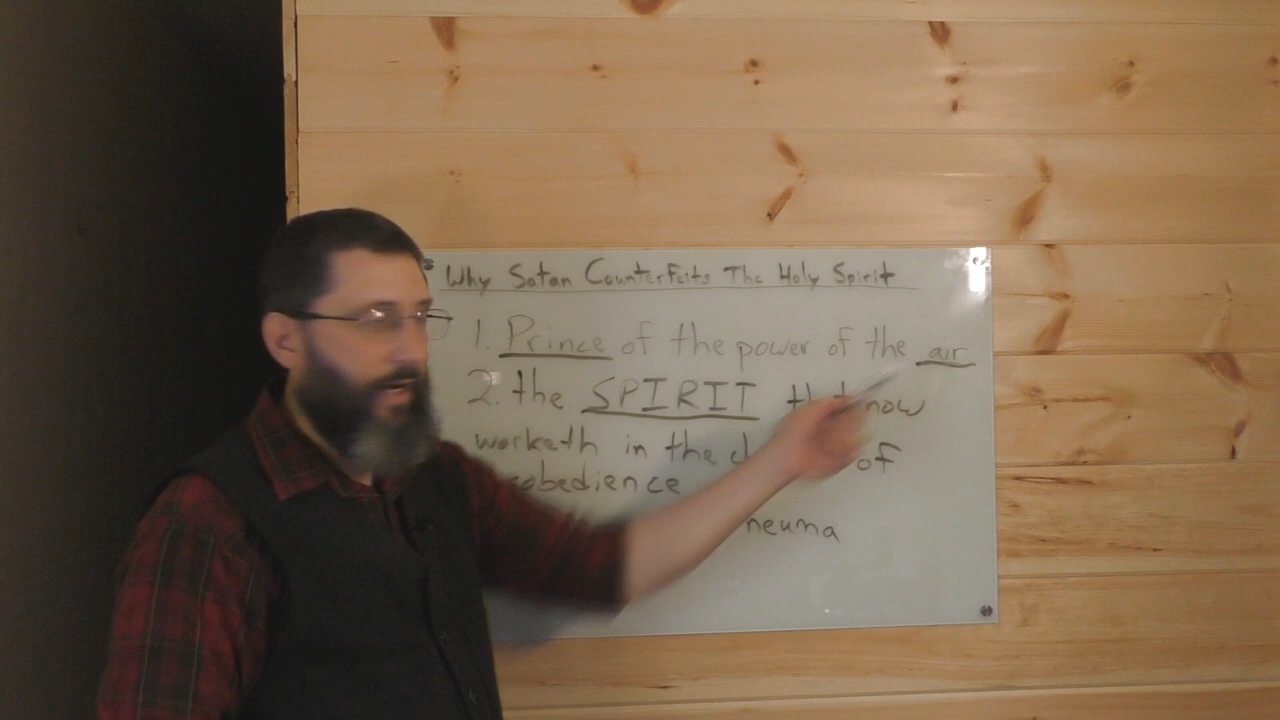 Why Satan Counterfeits The Holy Spirit
1. Prince of the power of the air
2. the SPIRIT that now
worketh in the of
obedience
neuma